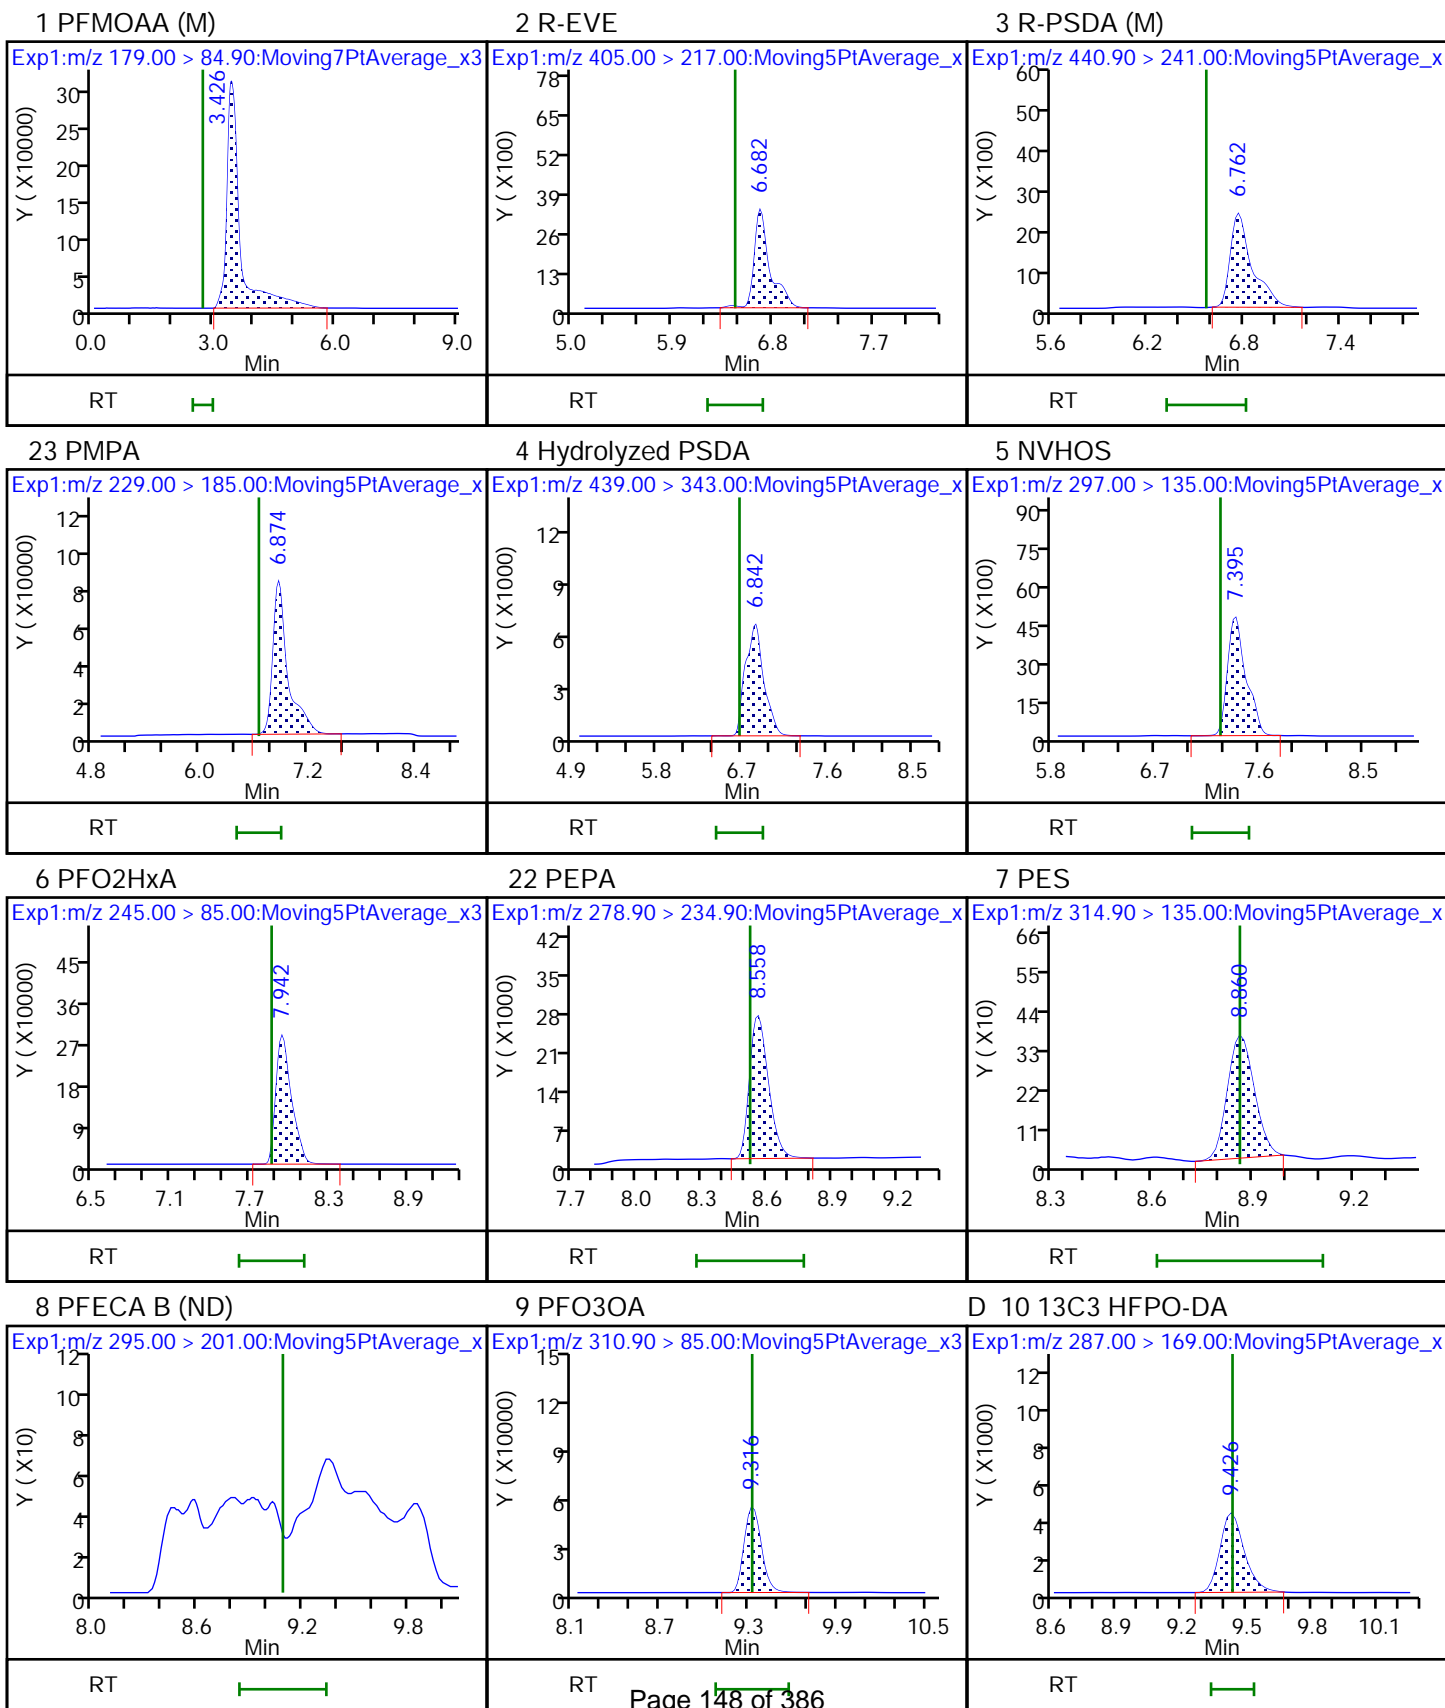 1 PFMOAA (M)
Exp1:m/z 179.00 > 84.90:Moving7PtAverage_x3
3.426
Y ( X10000)
30
25
20
15
10
5
0
0.0 3.0 6.0 9.0
Min
RT
2 R-EVE
Exp1:m/z 405.00 > 217.00:Moving5PtAverage_x
6.682
Y ( X100)
78
65
52
39
26
13
0
5.0 5.9 6.8 7.7
Min
RT
3 R-PSDA (M)
Exp1:m/z 440.90 > 241.00:Moving5PtAverage_x
6.762
Y ( X100)
60
50
40
30
20
10
0
5.6 6.2 6.8 7.4
Min
RT
23 PMPA
Exp1:m/z 229.00 > 185.00:Moving5PtAverage_x
6.874
Y ( X10000)
12
10
8
6
4
2
0
4.8 6.0 7.2 8.4
Min
RT
4 Hydrolyzed PSDA
Exp1:m/z 439.00 > 343.00:Moving5PtAverage_x
6.842
Y ( X1000)
12
9
6
3
0
4.9 5.8 6.7 7.6 8.5
Min
RT
5 NVHOS
Exp1:m/z 297.00 > 135.00:Moving5PtAverage_x
7.395
Y ( X100)
90
75
60
45
30
15
0
5.8 6.7 7.6 8.5
Min
RT
6 PFO2HxA
Exp1:m/z 245.00 > 85.00:Moving5PtAverage_x3
7.942
Y ( X10000)
45
36
27
18
9
0
6.5 7.1 7.7 8.3 8.9
Min
RT
22 PEPA
Exp1:m/z 278.90 > 234.90:Moving5PtAverage_x
8.558
Y ( X1000)
42
35
28
21
14
7
0
7.7 8.0 8.3 8.6 8.9 9.2
Min
RT
7 PES
Exp1:m/z 314.90 > 135.00:Moving5PtAverage_x
8.860
Y ( X10)
66
55
44
33
22
11
0
8.3 8.6 8.9 9.2
Min
RT
8 PFECA B (ND)
Exp1:m/z 295.00 > 201.00:Moving5PtAverage_x
Y ( X10)
12
10
8
6
4
2
0
8.0 8.6 9.2 9.8
Min
RT
9 PFO3OA
Exp1:m/z 310.90 > 85.00:Moving5PtAverage_x3
9.316
Y ( X10000)
15
12
9
6
3
0
8.1 8.7 9.3 9.9 10.5
Min
RT
D 10 13C3 HFPO-DA
Exp1:m/z 287.00 > 169.00:Moving5PtAverage_x
9.426
Y ( X1000)
12
10
8
6
4
2
0
8.6 8.9 9.2 9.5 9.8 10.1
Min
RT
Page 148 of 386